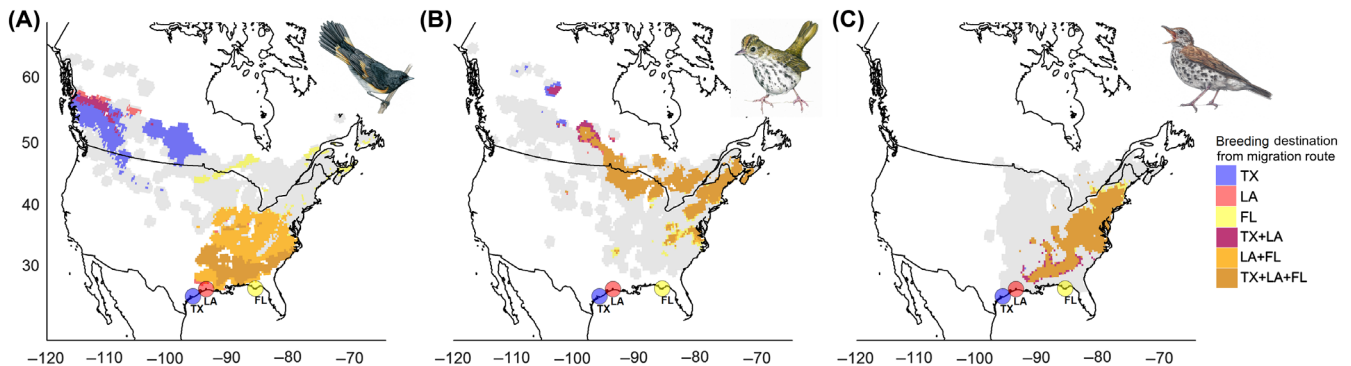 (A)
(B)
(C)
60
50
40
30
TX
LA
FL
TX
LA
FL
TX
LA
FL
–120
–110
–100
–90
–80
–70
–120
–110
–100
–90
–80
–70
–120
–110
–100
–90
–80
–70
Breeding destination
from migration route
TX
LA
FL
TX+LA
LA+FL
TX+LA+FL